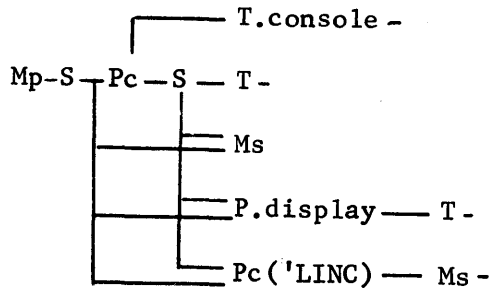 T.console -
Mp-S-Pc-S-T-
Ms
P.display-T-
Pc('LINC)-Ms-